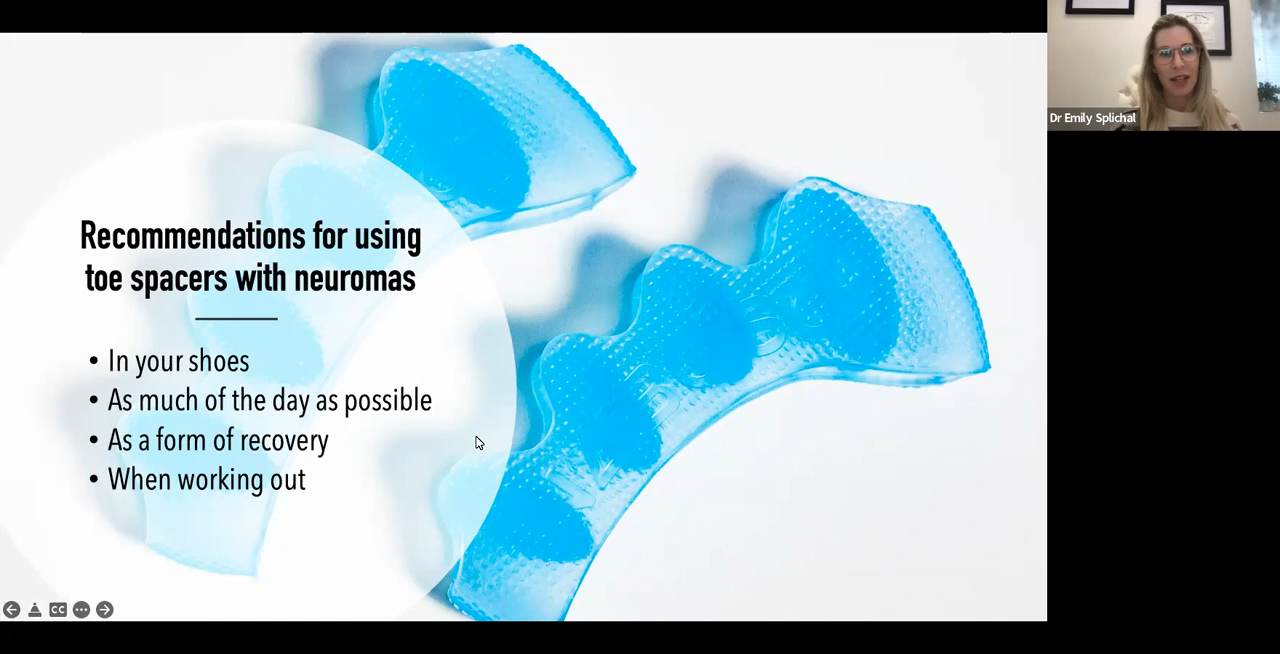 Dr Emily Splichal
Recommendations for using
toe spacers with neuromas
• In your shoes
• As much of the day as possible
• As a form of recovery
• When working out
CC